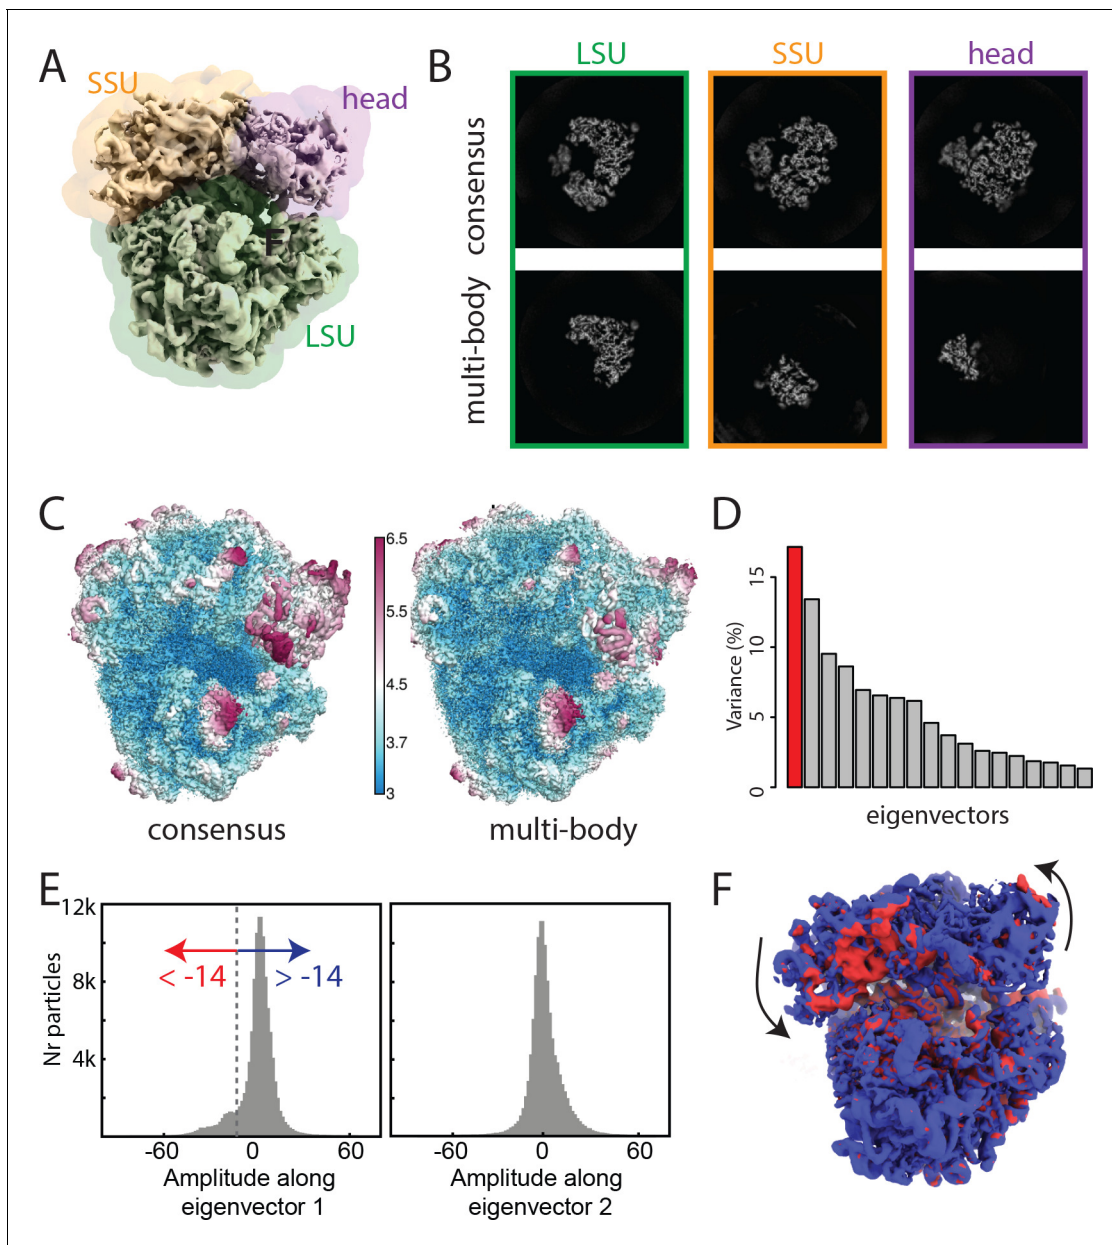 A
SSU
head
F
LSU
B
LSU
SSU
head
consensus
multi-body
C
6.5
5.5
4.5
3.7
3
consensus
multi-body
D
Variance (%)
15
10
5
0
eigenvectors
E
12k
8k
4k
Nr particles
< -14
> -14
-60
0
60
Amplitude along
eigenvector 1
-60
0
60
Amplitude along
eigenvector 2
F